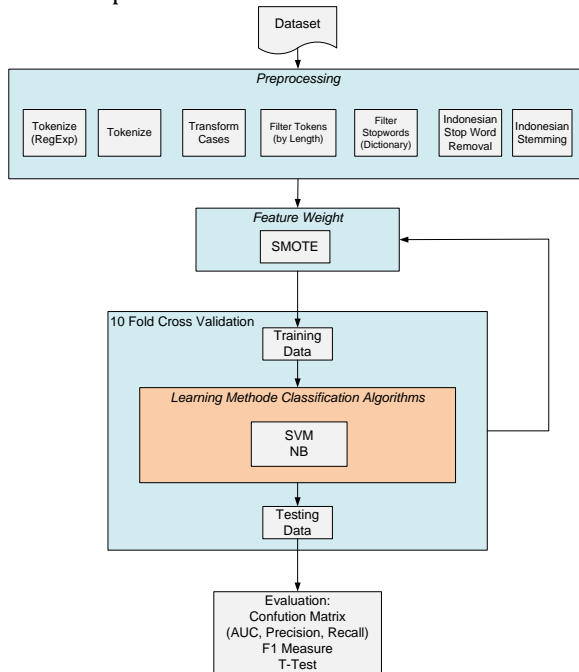 Dataset
Preprocessing
Tokenize
(RegExp)
Tokenize
Transform
Cases
Filter Tokens
(by Length)
Filter
Stopwords
(Dictionary)
Indonesian
Stop Word
Removal
Indonesian
Stemming
Feature Weight
SMOTE
10 Fold Cross Validation
Training
Data
Learning Methode Classification Algorithms
SVM
NB
Testing
Data
Evaluation:
Confution Matrix
(AUC, Precision, Recall)
F1 Measure
T-Test